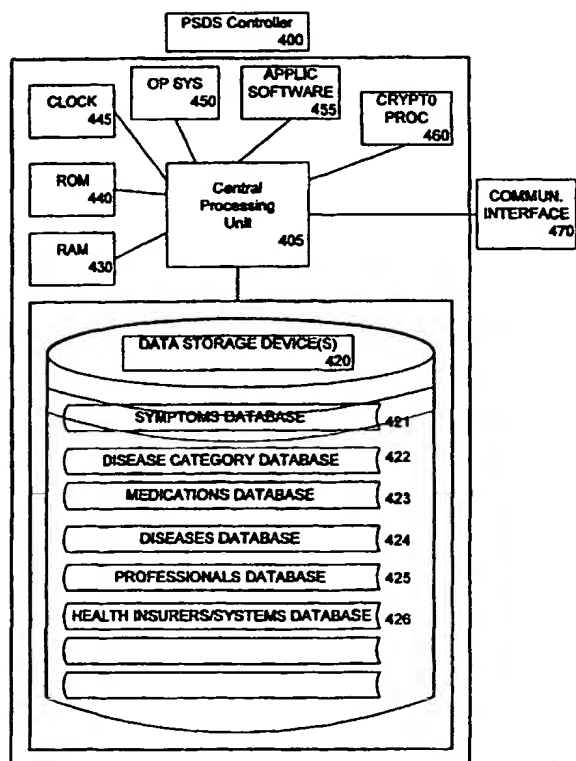 PSDS Controller
400
CLOCK
445
OP SYS
450
APPLIC
SOFTWARE
455
CRYPTO
PROC
460
ROM
440
Central
Processing
Unit
405
COMMUN.
INTERFACE
470
RAM
430
DATA STORAGE DEVICE(S)
420
SYMPTOMS DATABASE
421
DISEASE CATEGORY DATABASE
422
MEDICATIONS DATABASE
423
DISEASES DATABASE
424
PROFESSIONALS DATABASE
425
HEALTH INSURERS/SYSTEMS DATABASE
426